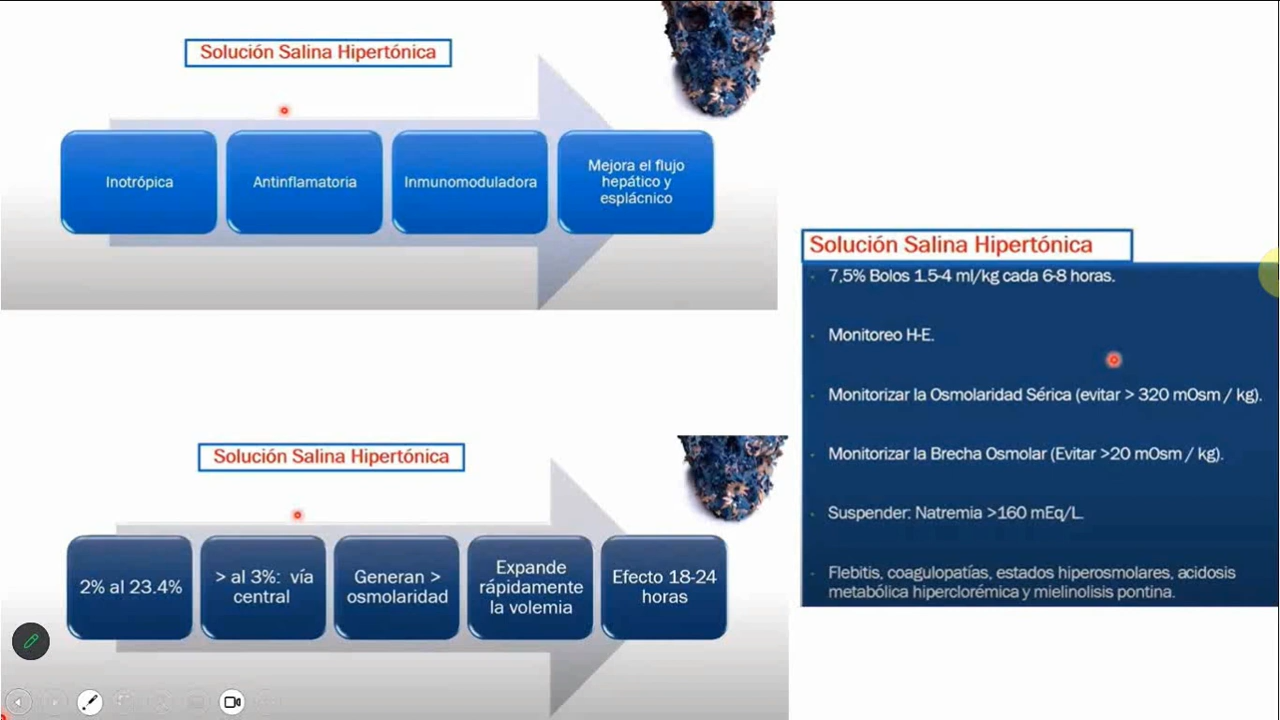 Solución Salina Hipertónica
Inotrópica
Antinflamatoria
Inmunomoduladora
Mejora el flujo
hepático y
esplácnico
Solución Salina Hipertónica
2% al 23.4%
> al 3%: vía
central
Generan >
osmolaridad
Expande
rápidamente
la volemia
Efecto 18-24
horas
Solución Salina Hipertónica
· 7,5% Bolos 1.5-4 ml/kg cada 6-8 horas.
· Monitoreo H-E.
· Monitorizar la Osmolaridad Sérica (evitar > 320 mOsm / kg).
· Monitorizar la Brecha Osmolar (Evitar >20 mOsm / kg).
· Suspender: Natremia >160 mEq/L.
· Flebitis, coagulopatías, estados hiperosmolares, acidosis
metabólica hiperclorémica y mielinolisis pontina.